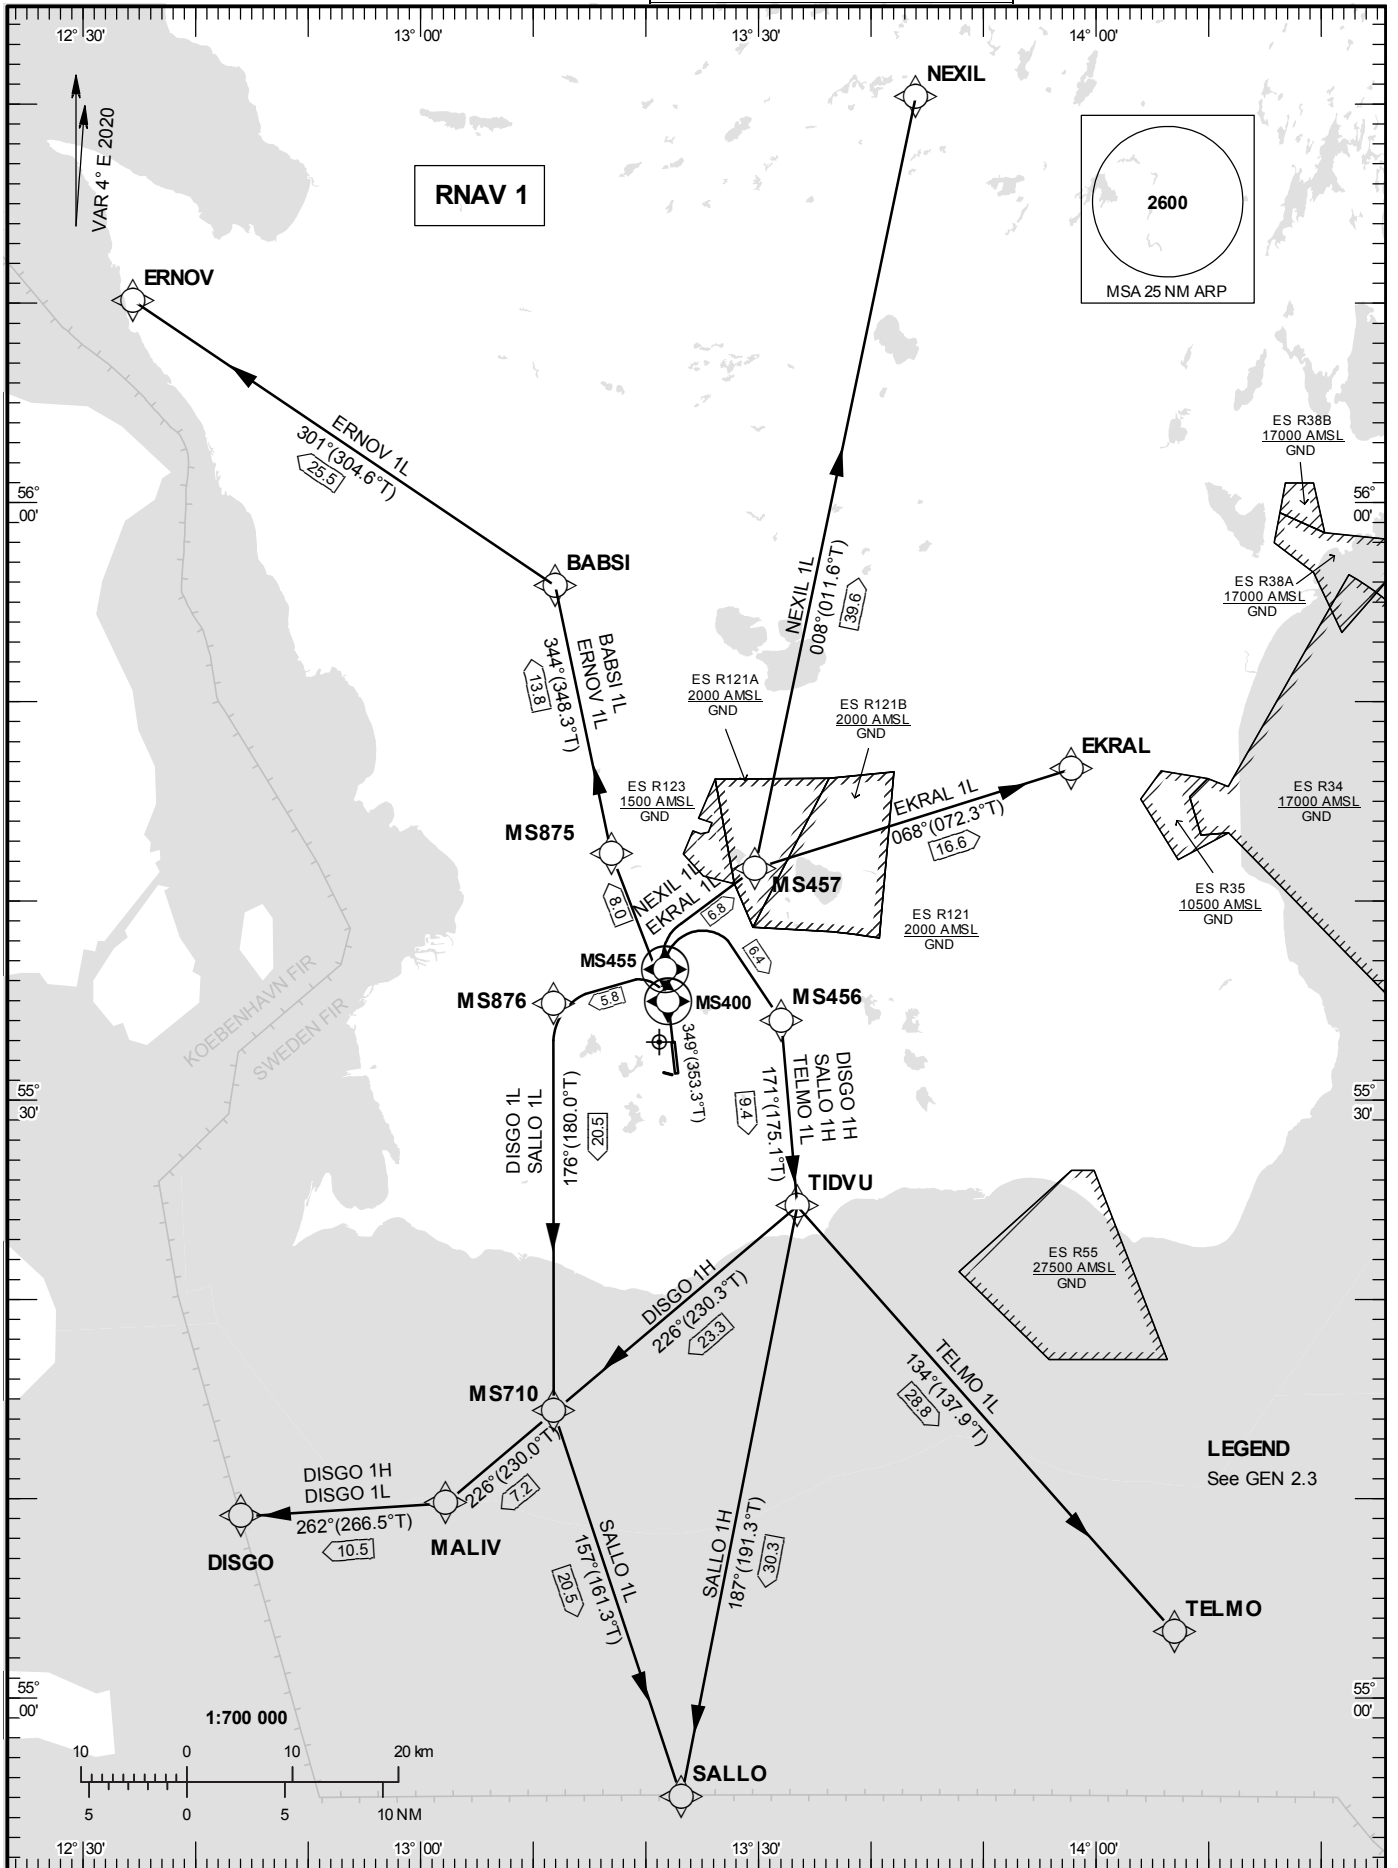 12° 30'
13° 00'
13° 30'
14° 00'
NEXIL
VAR 4° E 2020
RNAV 1
2600
MSA 25 NM ARP
ERNOV
ERNOV 1L
301°(304.6°T)
25.5
ES R38B
17000 AMSL
GND
56°
00'
56°
00'
BABSI
NEXIL 1L
008°(011.6°T)
39.6
ES R38A
17000 AMSL
GND
BABSI 1L
ERNOV 1L
344°(348.3°T)
13.8
ES R121A
2000 AMSL
GND
ES R121B
2000 AMSL
GND
EKRAL
ES R123
1500 AMSL
GND
EKRAL 1L
068°(072.3°T)
16.6
ES R34
17000 AMSL
GND
MS875
MS457
8.0
NEXIL 1L
EKRAL 1L
6.8
ES R35
10500 AMSL
GND
ES R121
2000 AMSL
GND
MS455
6.4
MS876
5.8
MS400
MS456
KOEBENHAVN FIR
SWEDEN FIR
349°(353.3°T)
DISGO 1H
SALLO 1H
TELMO 1L
171°(175.1°T)
9.4
55°
30'
55°
30'
DISGO 1L
SALLO 1L
176°(180.0°T)
20.5
TIDVU
ES R55
27500 AMSL
GND
DISGO 1H
226°(230.3°T)
23.3
TELMO 1L
134°(137.9°T)
28.8
MS710
LEGEND
See GEN 2.3
226°(230.0°T)
7.2
DISGO 1H
DISGO 1L
262°(266.5°T)
10.5
DISGO
MALIV
SALLO 1L
157°(161.3°T)
20.5
SALLO 1H
187°(191.3°T)
30.3
TELMO
55°
00'
55°
00'
1:700 000
10 0 10 20 km
5 0 5 10 NM
SALLO
12° 30'
13° 00'
13° 30'
14° 00'